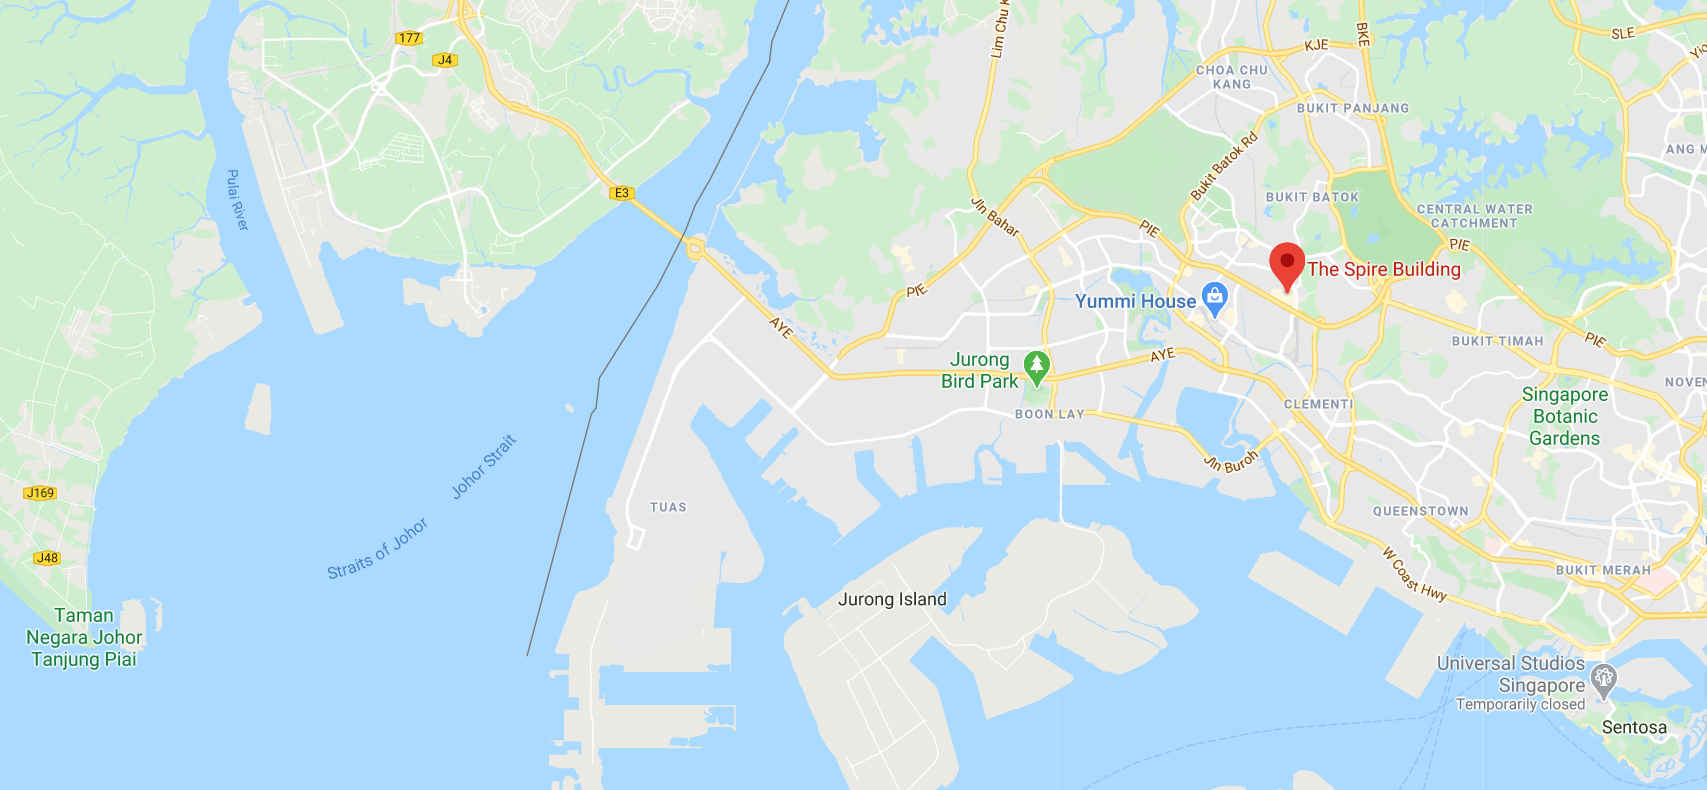 177
J4
Lim Chu K
KJE
BKE
SLE
CHOA CHU
KANG
BUKIT PANJANG
ANG M
Bukit Batok Rd
Pulai River
E3
BUKIT BATOK
Jln Bahar
PIE
CENTRAL WATER
CATCHMENT
PIE
The Spire Building
PIE
Yummi House
AYE
PIE
BUKIT TIMAH
AYE
Jurong
Bird Park
NOVEN
Singapore
Botanic
Gardens
CLEMENTI
BOON LAY
Jln Buroh
Johor Strait
J169
TUAS
QUEENSTOWN
Straits of Johor
J48
W Coast Hwy
BUKIT MERAH
Jurong Island
Taman
Negara Johor
Tanjung Piai
Universal Studios
Singapore
Temporarily closed
Sentosa